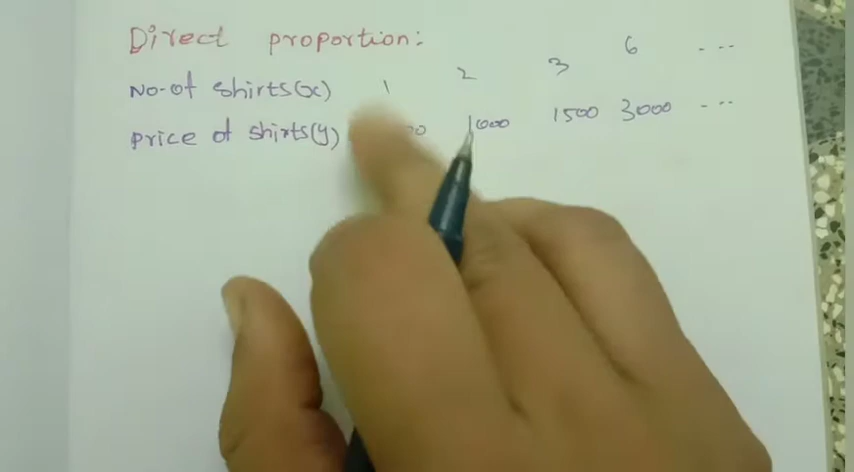 Direct proportion:
No-of shirts(x) 1 2 3 6 ...
Price of shirts(y) 1000 1500 3000 ...